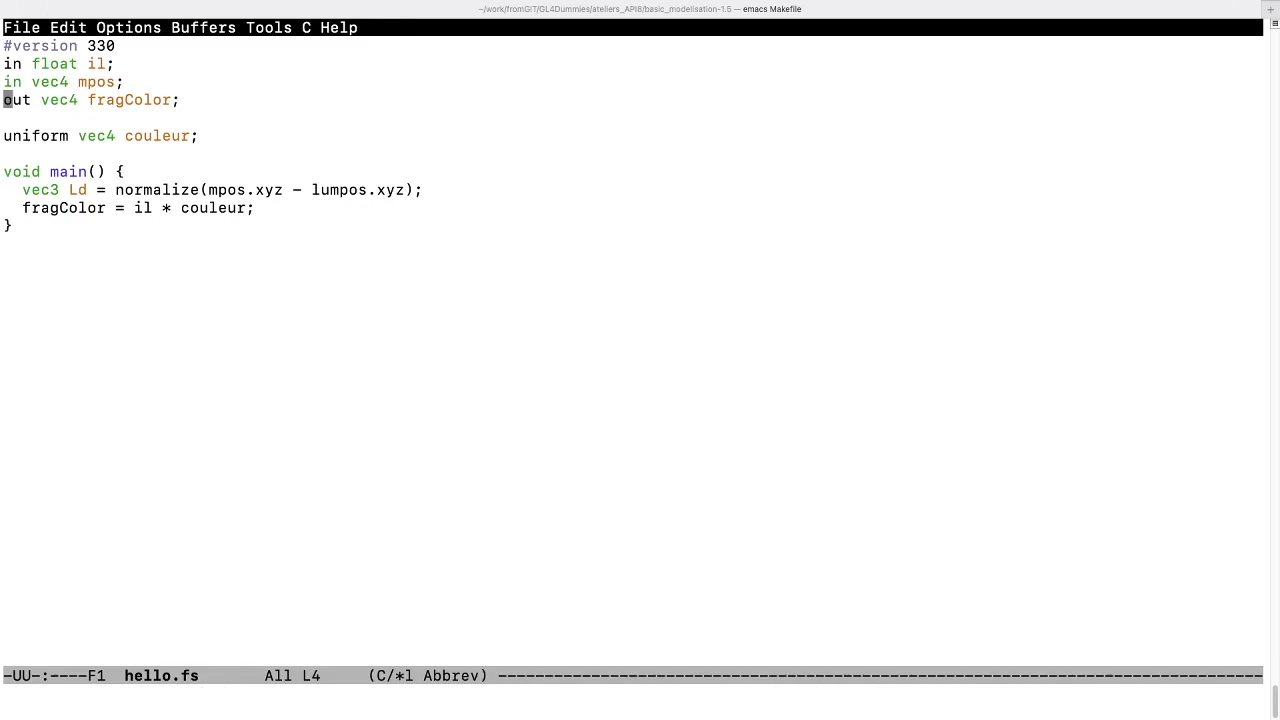 ~/work/fromGIT/GL4Dummies/ateliers_API8/basic_modelisation-1.5 — emacs Makefile
File Edit Options Buffers Tools C Help
#version 330
in float il;
in vec4 mpos;
out vec4 fragColor;
uniform vec4 couleur;
void main() {
  vec3 Ld = normalize(mpos.xyz - lumpos.xyz);
  fragColor = il * couleur;
}
-UU-:----F1  hello.fs       All L4     (C/*l Abbrev) ----------------------------------------------------------------------------------